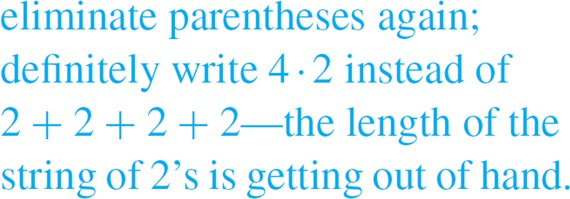 eliminate parentheses again;
definitely write 4 · 2 instead of
2 + 2 + 2 + 2—the length of the
string of 2’s is getting out of hand.